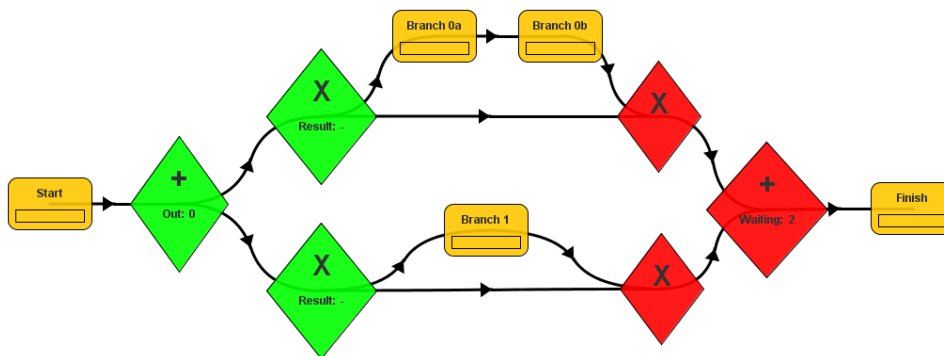 Branch 0a
Branch 0b
X
Result: -
X
+
Out: 0
Start
+
Waiting: 2
Finish
Branch 1
X
Result: -
X